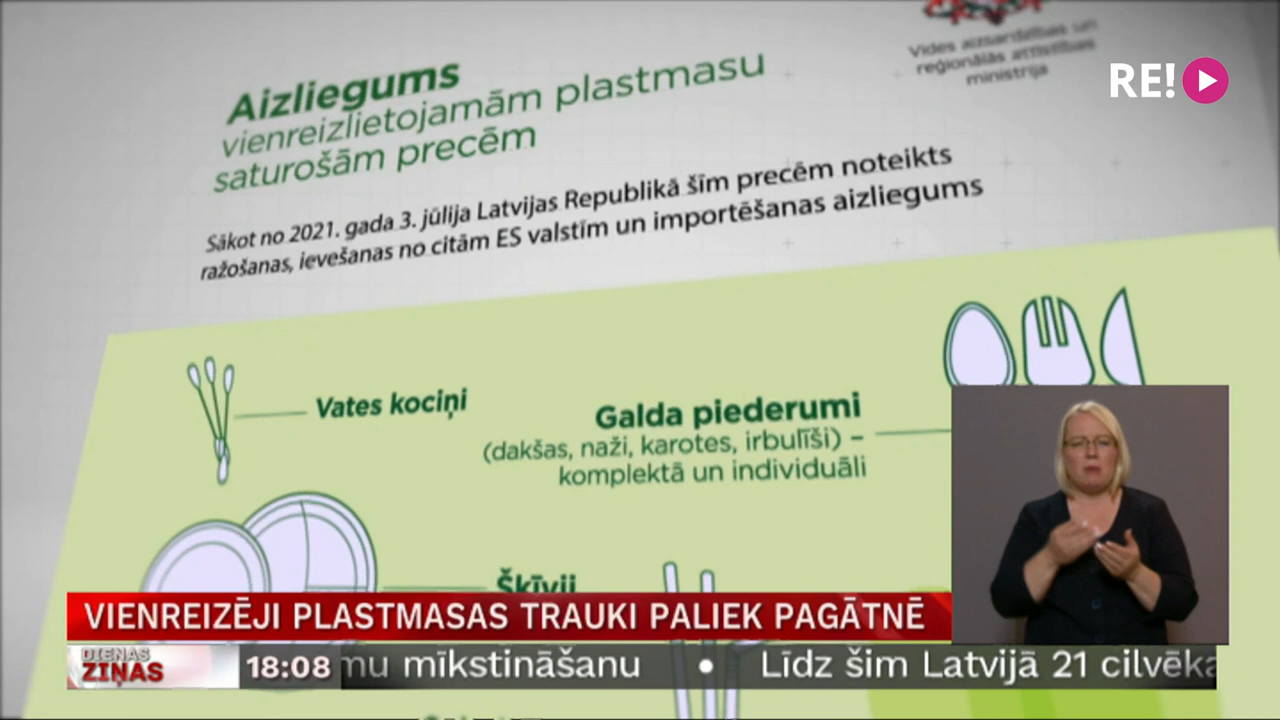 Aizliegums
vienreizlietojamām plastmasu
saturošām precēm
Vides aizsardzības un
reģionālās attīstības
ministrija
RE!
Sākot no 2021. gada 3. jūlija Latvijas Republikā šīm precēm noteikts
ražošanas, ievešanas no citām ES valstīm un importēšanas aizliegums
Vates kociņi
Galda piederumi
(dakšas, naži, karotes, irbulīši) –
komplektā un individuāli
Šķīvji
VIENREIZĒJI PLASTMASAS TRAUKI PALIEK PAGĀTNĒ
DIENAS
ZIŅAS
18:08 mu mīkstināšanu • Līdz šim Latvijā 21 cilvēka